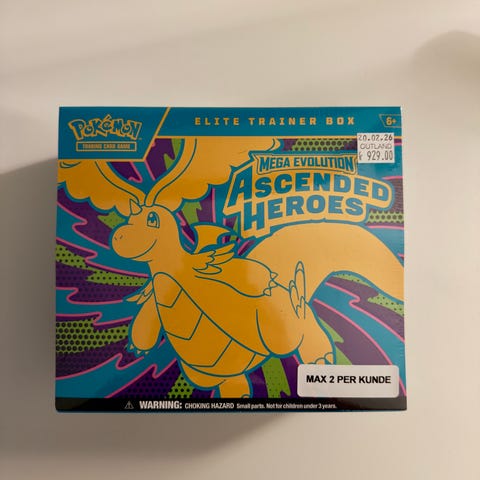 POKÉMON
TRADING CARD GAME
ELITE TRAINER BOX
6+
20.02.26
OUTLAND
929.00
MEGA EVOLUTION
ASCENDED
HEROES
MAX 2 PER KUNDE
WARNING: CHOKING HAZARD Small parts. Not for children under 3 years.